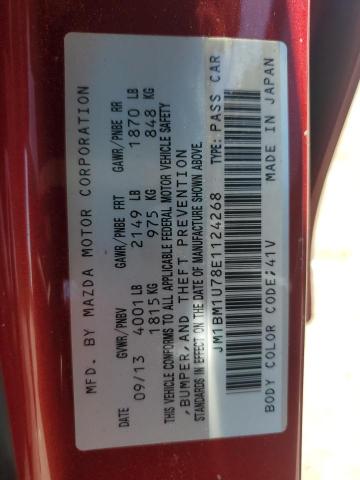 MFD. BY MAZDA MOTOR CORPORATION
GVWR/PNBV GAWR/PNBE FRT GAWR/PNBE RR
DATE 09/13 4001 LB 2149 LB 1870 LB
1815 KG 975 KG 848 KG
THIS VEHICLE CONFORMS TO ALL APPLICABLE FEDERAL MOTOR VEHICLE SAFETY
,BUMPER,AND THEFT PREVENTION
STANDARDS IN EFFECT ON THE DATE OF MANUFACTURE SHOWN ABOVE.
JM1BM1U78E1124268 TYPE: PASS CAR
BODY COLOR CODE;41V MADE IN JAPAN